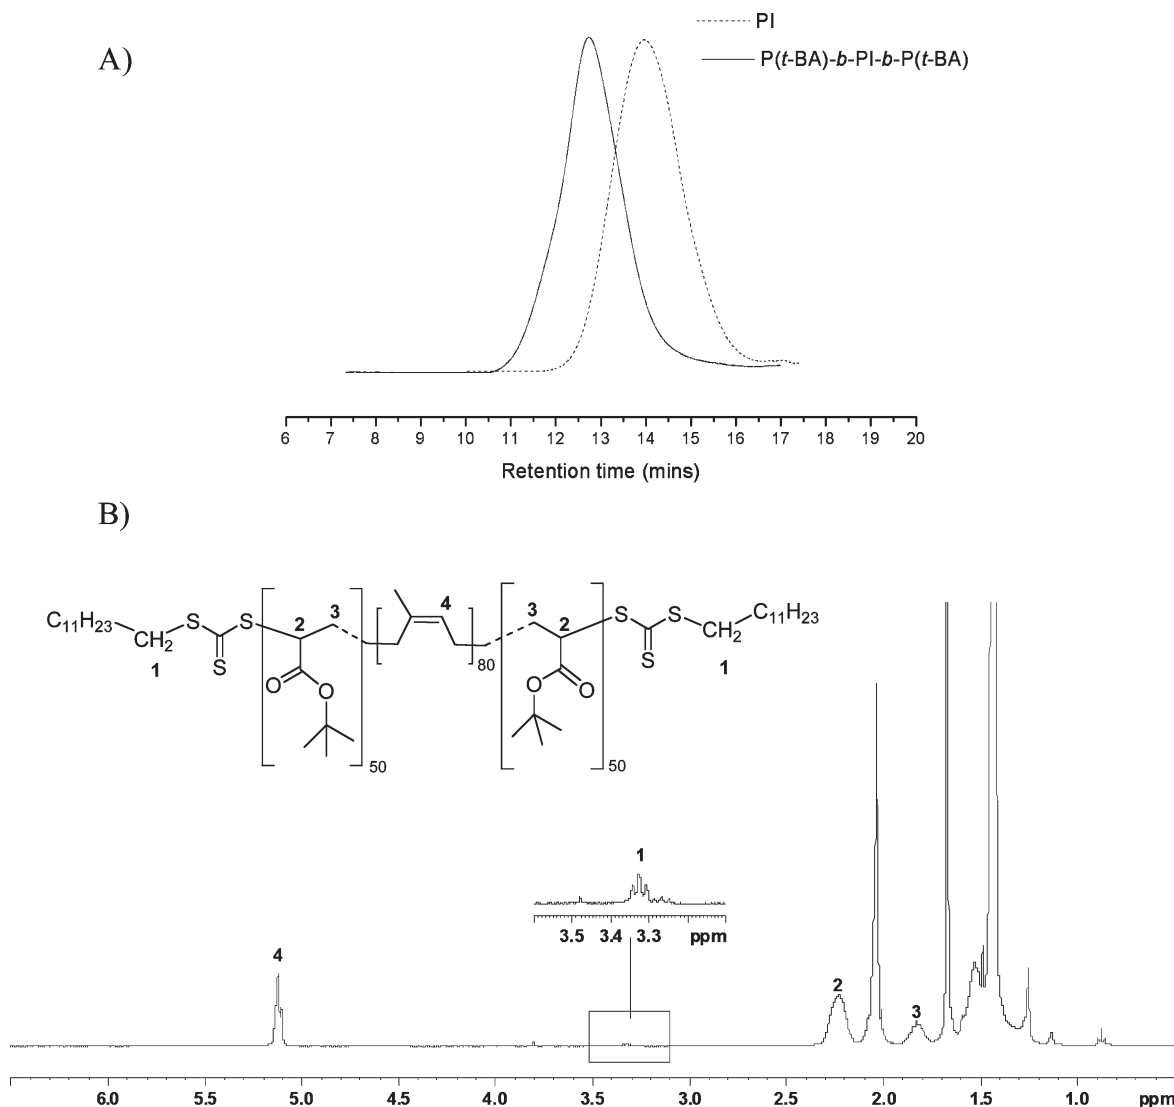 PI
A)
P(t-BA)-b-PI-b-P(t-BA)
6 7 8 9 10 11 12 13 14 15 16 17 18 19 20
Retention time (mins)
B)
C11H23 CH2 S S S 3 4 3 S S S CH2 C11H23
1 2 2 1
O O 80 O O
50 50
1
3.5 3.4 3.3 ppm
4 2 3
6.0 5.5 5.0 4.5 4.0 3.5 3.0 2.5 2.0 1.5 1.0 ppm